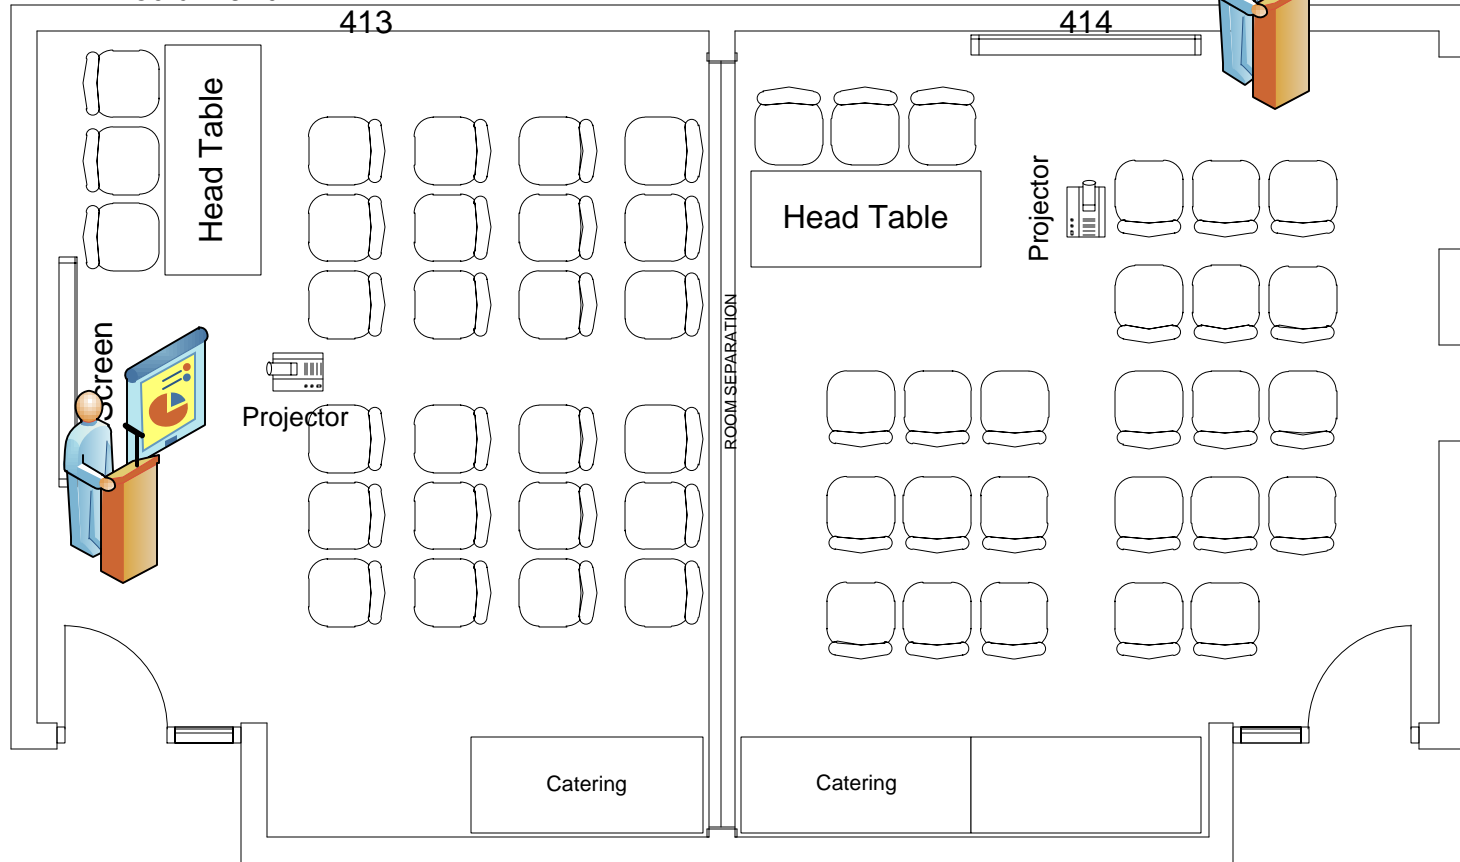 413
414
Head Table
Head Table
Projector
Screen
Projector
ROOM SEPARATION
Catering
Catering